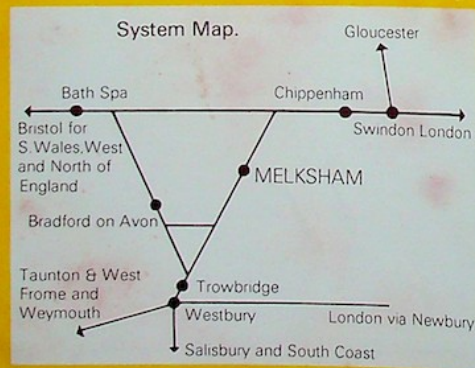 System Map.
Gloucester
Bath Spa
Chippenham
Bristol for
S. Wales, West
and North of
England
Swindon London
MELKSHAM
Bradford on Avon
Taunton & West
Frome and
Weymouth
Trowbridge
Westbury
London via Newbury
Salisbury and South Coast